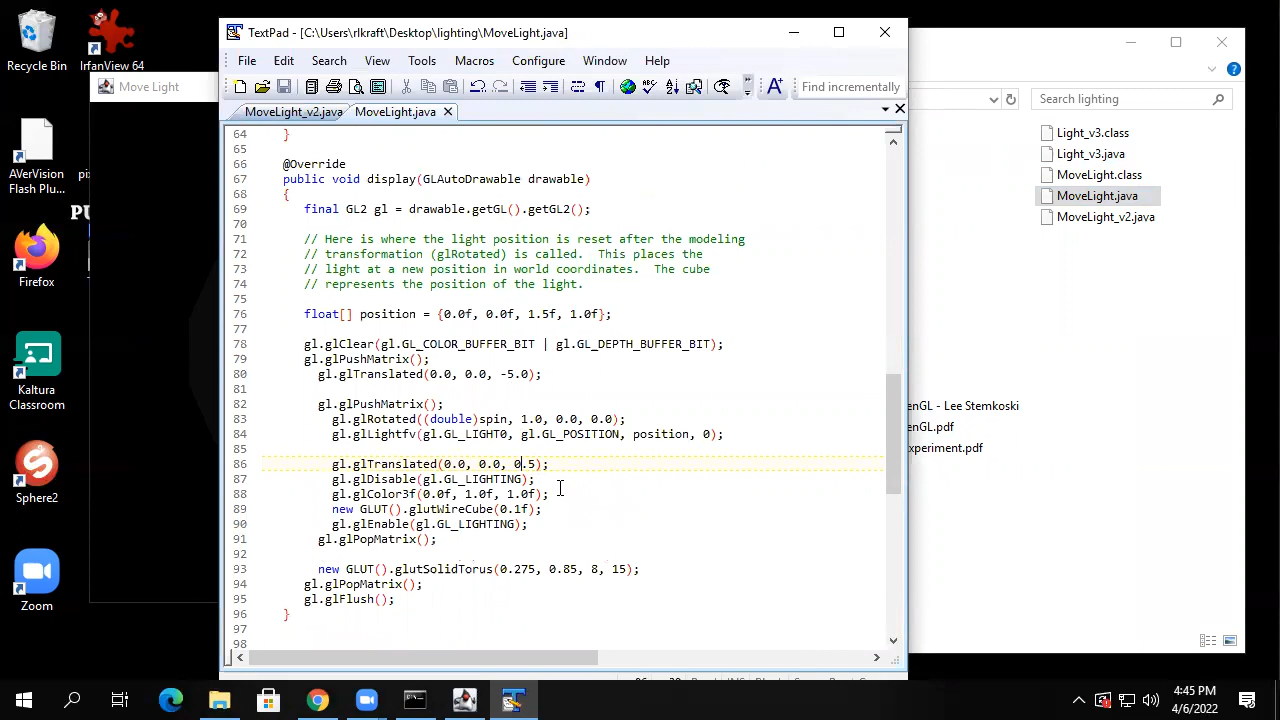 Recycle Bin
IrfanView 64
AVerVision
Flash Plu...
pix
PU
Firefox
Kaltura
Classroom
Sphere2
Zoom
Move Light
TextPad - [C:\Users\rlkraft\Desktop\lighting\MoveLight.java]
File Edit Search View Tools Macros Configure Window Help
Find incrementally
MoveLight_v2.java MoveLight.java
64 }
65
66 @Override
67 public void display(GLAutoDrawable drawable)
68 {
69 final GL2 gl = drawable.getGL().getGL2();
70
71 // Here is where the light position is reset after the modeling
72 // transformation (glRotated) is called.  This places the
73 // light at a new position in world coordinates.  The cube
74 // represents the position of the light.
75
76 float[] position = {0.0f, 0.0f, 1.5f, 1.0f};
77
78 gl.glClear(gl.GL_COLOR_BUFFER_BIT | gl.GL_DEPTH_BUFFER_BIT);
79 gl.glPushMatrix();
80 gl.glTranslated(0.0, 0.0, -5.0);
81
82 gl.glPushMatrix();
83 gl.glRotated((double)spin, 1.0, 0.0, 0.0);
84 gl.glLightfv(gl.GL_LIGHT0, gl.GL_POSITION, position, 0);
85
86 gl.glTranslated(0.0, 0.0, 0.5);
87 gl.glDisable(gl.GL_LIGHTING);
88 gl.glColor3f(0.0f, 1.0f, 1.0f);
89 new GLUT().glutWireCube(0.1f);
90 gl.glEnable(gl.GL_LIGHTING);
91 gl.glPopMatrix();
92
93 new GLUT().glutSolidTorus(0.275, 0.85, 8, 15);
94 gl.glPopMatrix();
95 gl.glFlush();
96 }
97
98
Search lighting
Light_v3.class
Light_v3.java
MoveLight.class
MoveLight.java
MoveLight_v2.java
enGL - Lee Stemkoski
enGL.pdf
xperiment.pdf
4:45 PM
4/6/2022